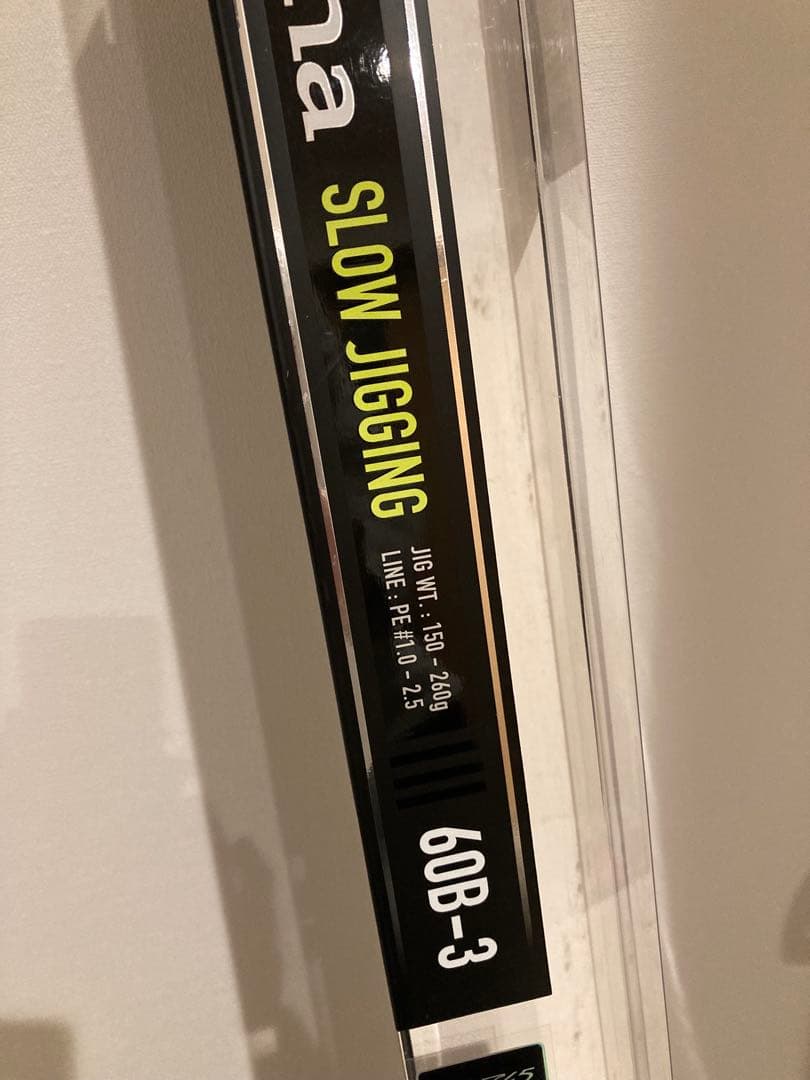 na
SLOW JIGGING
JIG WT. : 150 - 260g
LINE : PE #1.0 - 2.5
60B-3